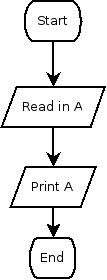 Start
Read in A
Print A
End